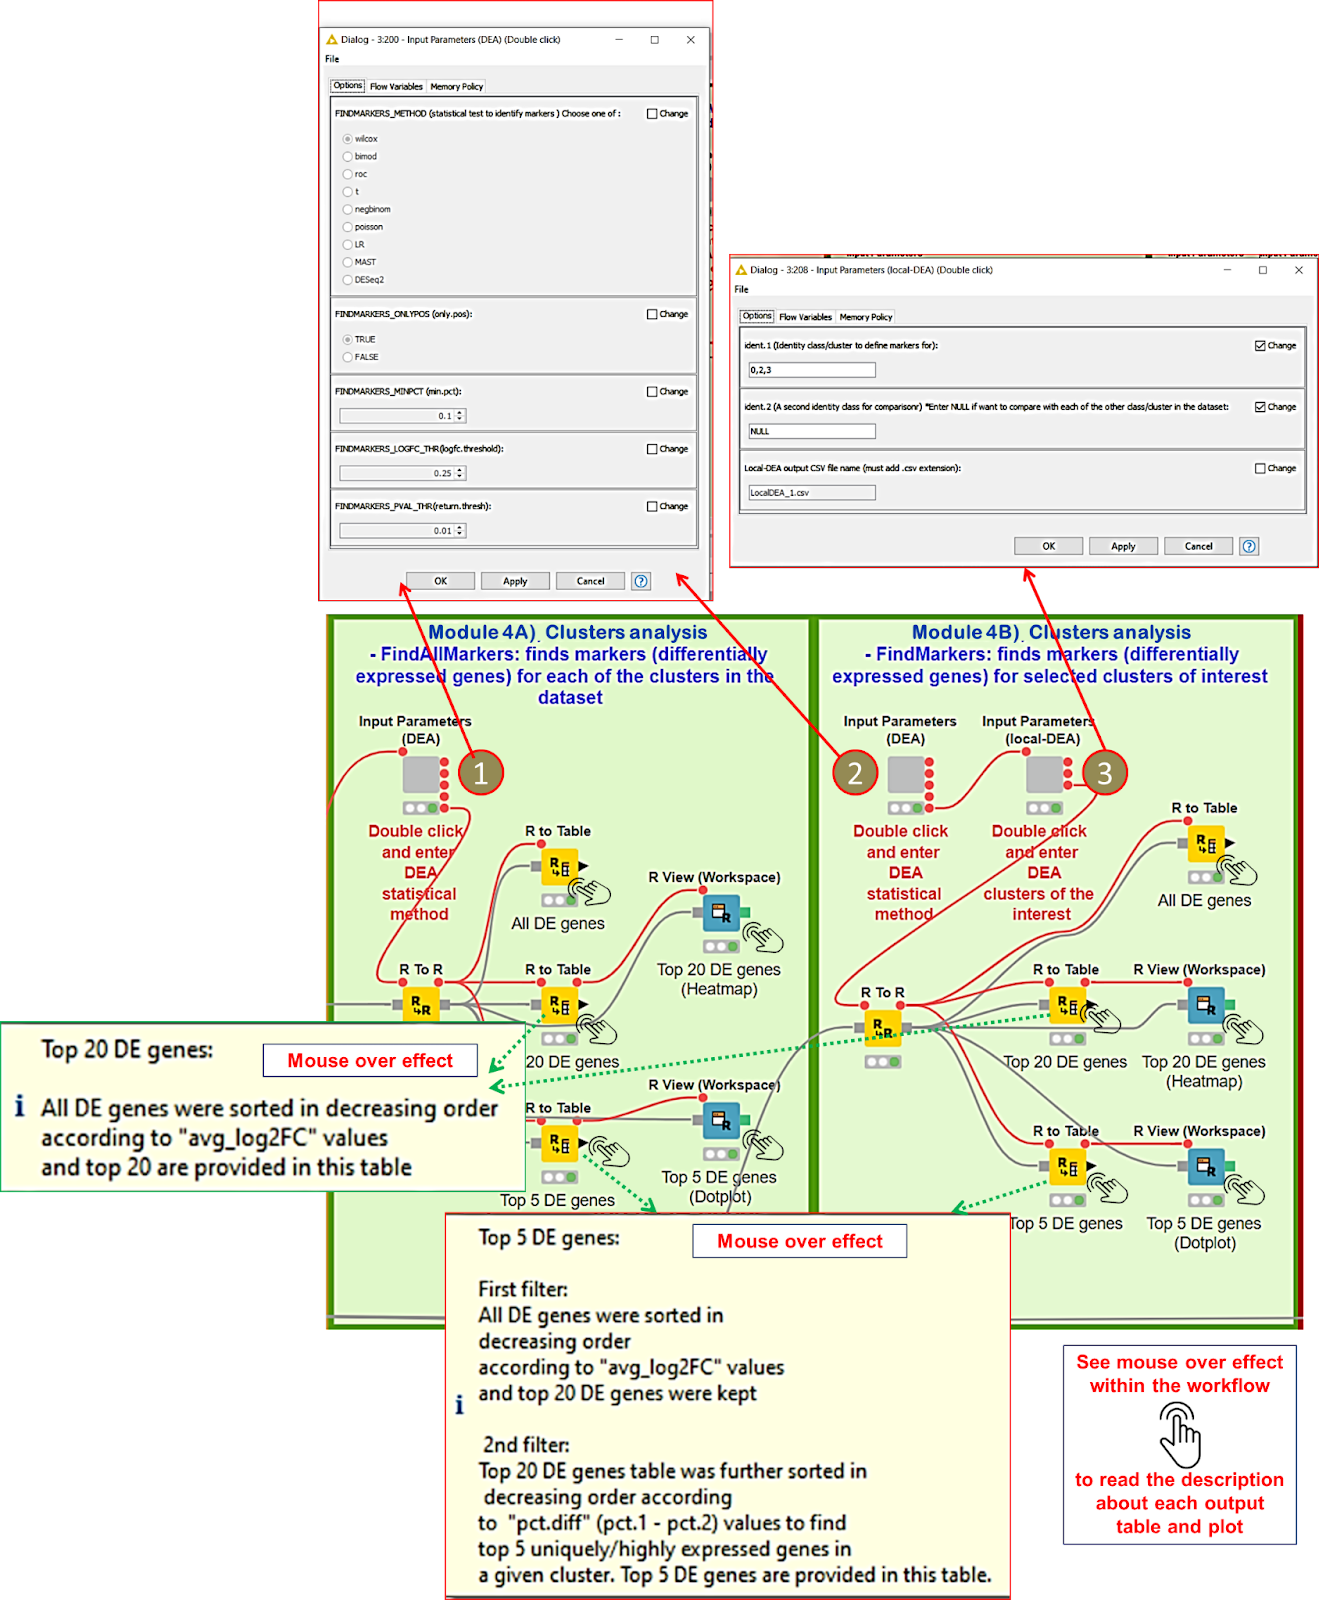 Dialog - 3:200 - Input Parameters (DEA) (Double click)
File
Options Flow Variables Memory Policy
FINDMARKERS_METHOD (statistical test to identify markers ) Choose one of : Change
wilcox
bimod
roc
t
negbinom
poisson
LR
MAST
DESeq2
FINDMARKERS_ONLYPOS (only.pos): Change
TRUE
FALSE
FINDMARKERS_MINPCT (min.pct): Change
0.1
FINDMARKERS_LOGFC_THR(logfc.threshold): Change
0.25
FINDMARKERS_PVAL_THR(return.thresh): Change
0.01
OK Apply Cancel ?
Dialog - 3:208 - Input Parameters (local-DEA) (Double click)
File
Options Flow Variables Memory Policy
ident.1 (Identity class/cluster to define markers for): Change
0,2,3
ident.2 (A second identity class for comparisonr) *Enter NULL if want to compare with each of the other class/cluster in the dataset: Change
NULL
Local-DEA output CSV file name (must add .csv extension): Change
LocalDEA_1.csv
OK Apply Cancel ?
Module 4A) Clusters analysis
- FindAllMarkers: finds markers (differentially
expressed genes) for each of the clusters in the
dataset
Input Parameters
(DEA)
1
Double click
and enter
DEA
statistical
method
R to Table
All DE genes
R View (Workspace)
Top 20 DE genes
(Heatmap)
R To R
R to Table
20 DE genes
R View (Workspace)
Top 5 DE genes
(Dotplot)
R to Table
Top 5 DE genes
Module 4B) Clusters analysis
- FindMarkers: finds markers (differentially
expressed genes) for selected clusters of interest
Input Parameters
(DEA)
2
Double click
and enter
DEA
statistical
method
Input Parameters
(local-DEA)
3
Double click
and enter
DEA
clusters of the
interest
R to Table
All DE genes
R To R
R to Table
Top 20 DE genes
R View (Workspace)
Top 20 DE genes
(Heatmap)
R to Table
Top 5 DE genes
R View (Workspace)
Top 5 DE genes
(Dotplot)
Top 20 DE genes:
Mouse over effect
i All DE genes were sorted in decreasing order
according to "avg_log2FC" values
and top 20 are provided in this table
Top 5 DE genes:
Mouse over effect
First filter:
All DE genes were sorted in
decreasing order
according to "avg_log2FC" values
i and top 20 DE genes were kept
2nd filter:
Top 20 DE genes table was further sorted in
decreasing order according
to "pct.diff" (pct.1 - pct.2) values to find
top 5 uniquely/highly expressed genes in
a given cluster. Top 5 DE genes are provided in this table.
See mouse over effect
within the workflow
to read the description
about each output
table and plot